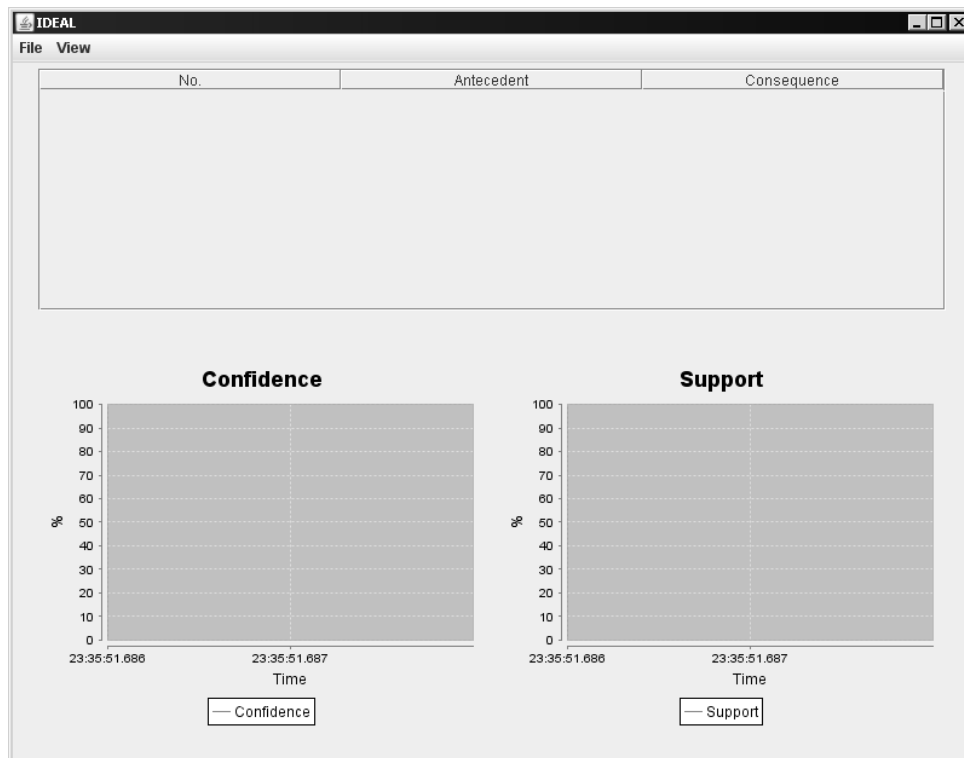 IDEAL
File View
No. Antecedent Consequence
Confidence
100
90
80
70
60
50
40
30
20
10
0
%
23:35:51.686 23:35:51.687
Time
Confidence
Support
100
90
80
70
60
50
40
30
20
10
0
%
23:35:51.686 23:35:51.687
Time
Support